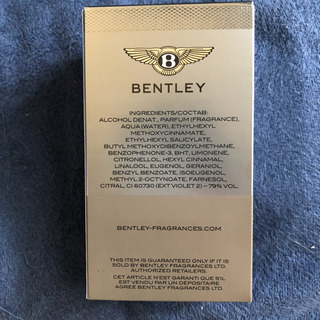 B
BENTLEY
INGREDIENTS/СОСТАВ:
ALCOHOL DENAT., PARFUM (FRAGRANCE),
AQUA (WATER), ETHYLHEXYL
METHOXYCINNAMATE,
ETHYLHEXYL SALICYLATE,
BUTYL METHOXYDIBENZOYLMETHANE,
BENZOPHENONE-3, BHT, LIMONENE,
CITRONELLOL, HEXYL CINNAMAL,
LINALOOL, EUGENOL, GERANIOL,
BENZYL BENZOATE, ISOEUGENOL,
METHYL 2-OCTYNOATE, FARNESOL,
CITRAL, CI 60730 (EXT VIOLET 2) – 79% VOL.
BENTLEY-FRAGRANCES.COM
THIS ITEM IS GUARANTEED ONLY IF IT IS
SOLD BY BENTLEY FRAGRANCES LTD.
AUTHORIZED RETAILERS.
CET ARTICLE N'EST GARANTI QUE S'IL
EST VENDU PAR UN DÉPOSITAIRE
AGRÉÉ BENTLEY FRAGRANCES LTD.